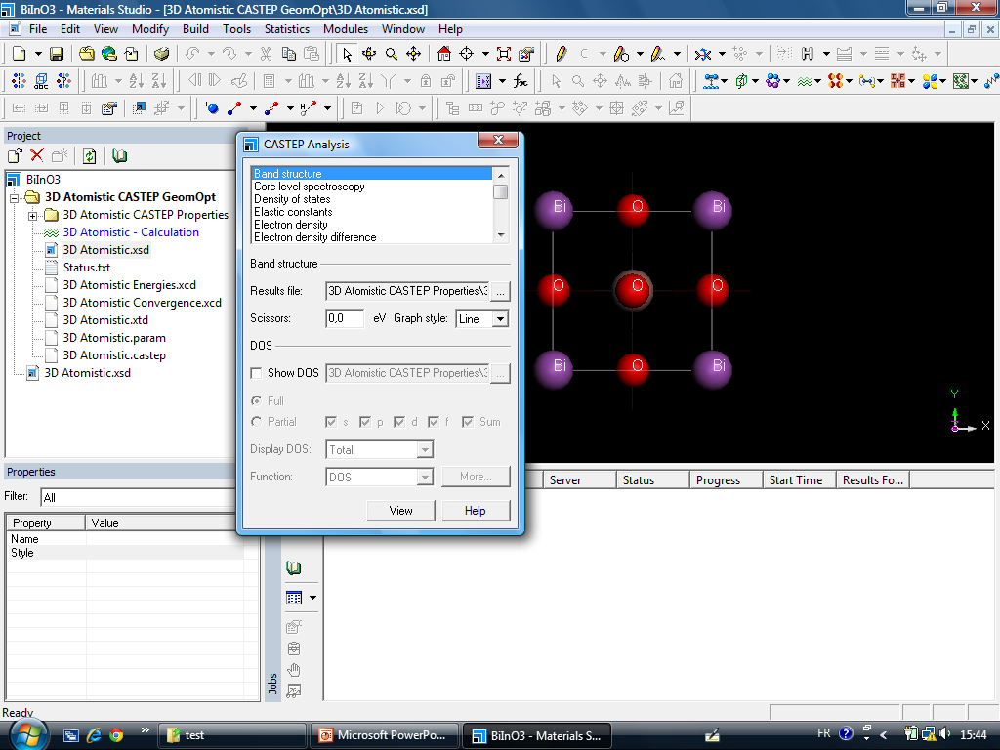 BiInO3 - Materials Studio - [3D Atomistic CASTEP GeomOpt\3D Atomistic.xsd]
File Edit View Modify Build Tools Statistics Modules Window Help
Project
BiInO3
3D Atomistic CASTEP GeomOpt
3D Atomistic CASTEP Properties
3D Atomistic - Calculation
3D Atomistic.xsd
Status.txt
3D Atomistic Energies.xcd
3D Atomistic Convergence.xcd
3D Atomistic.xtd
3D Atomistic.param
3D Atomistic.castep
3D Atomistic.xsd
Properties
Filter: All
Property Value
Name
Style
CASTEP Analysis
Band structure
Core level spectroscopy
Density of states
Elastic constants
Electron density
Electron density difference
Band structure
Results file: 3D Atomistic CASTEP Properties\3 ...
Scissors: 0,0 eV Graph style: Line
DOS
Show DOS 3D Atomistic CASTEP Properties\3 ...
Full
Partial s p d f Sum
Display DOS: Total
Function: DOS More...
View Help
Bi O Bi
O O O
Bi O Bi
Y
X
Server Status Progress Start Time Results Fo...
Jobs
Ready
» test Microsoft PowerPo... BiInO3 - Materials S... FR 15:44